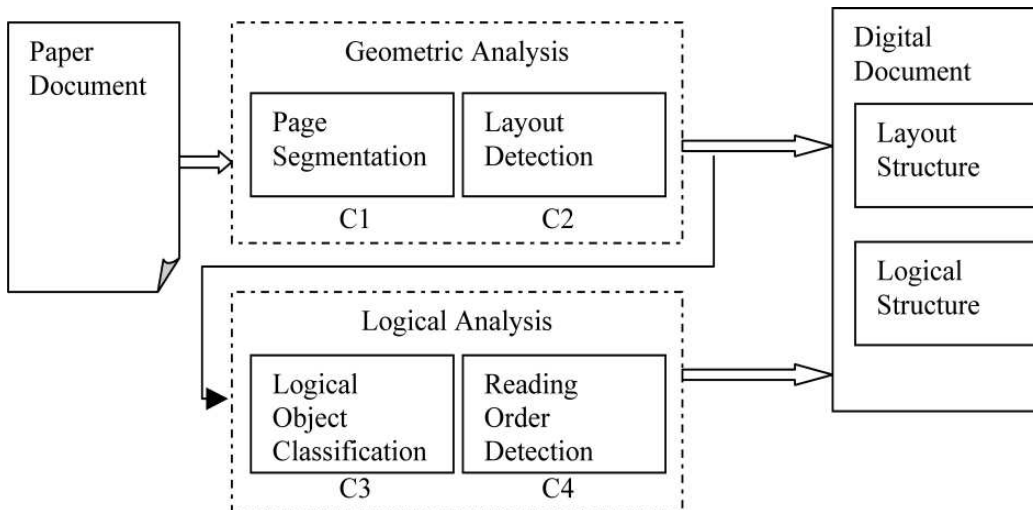 Paper
Document
Geometric Analysis
Page
Segmentation
C1
Layout
Detection
C2
Logical Analysis
Logical
Object
Classification
C3
Reading
Order
Detection
C4
Digital
Document
Layout
Structure
Logical
Structure